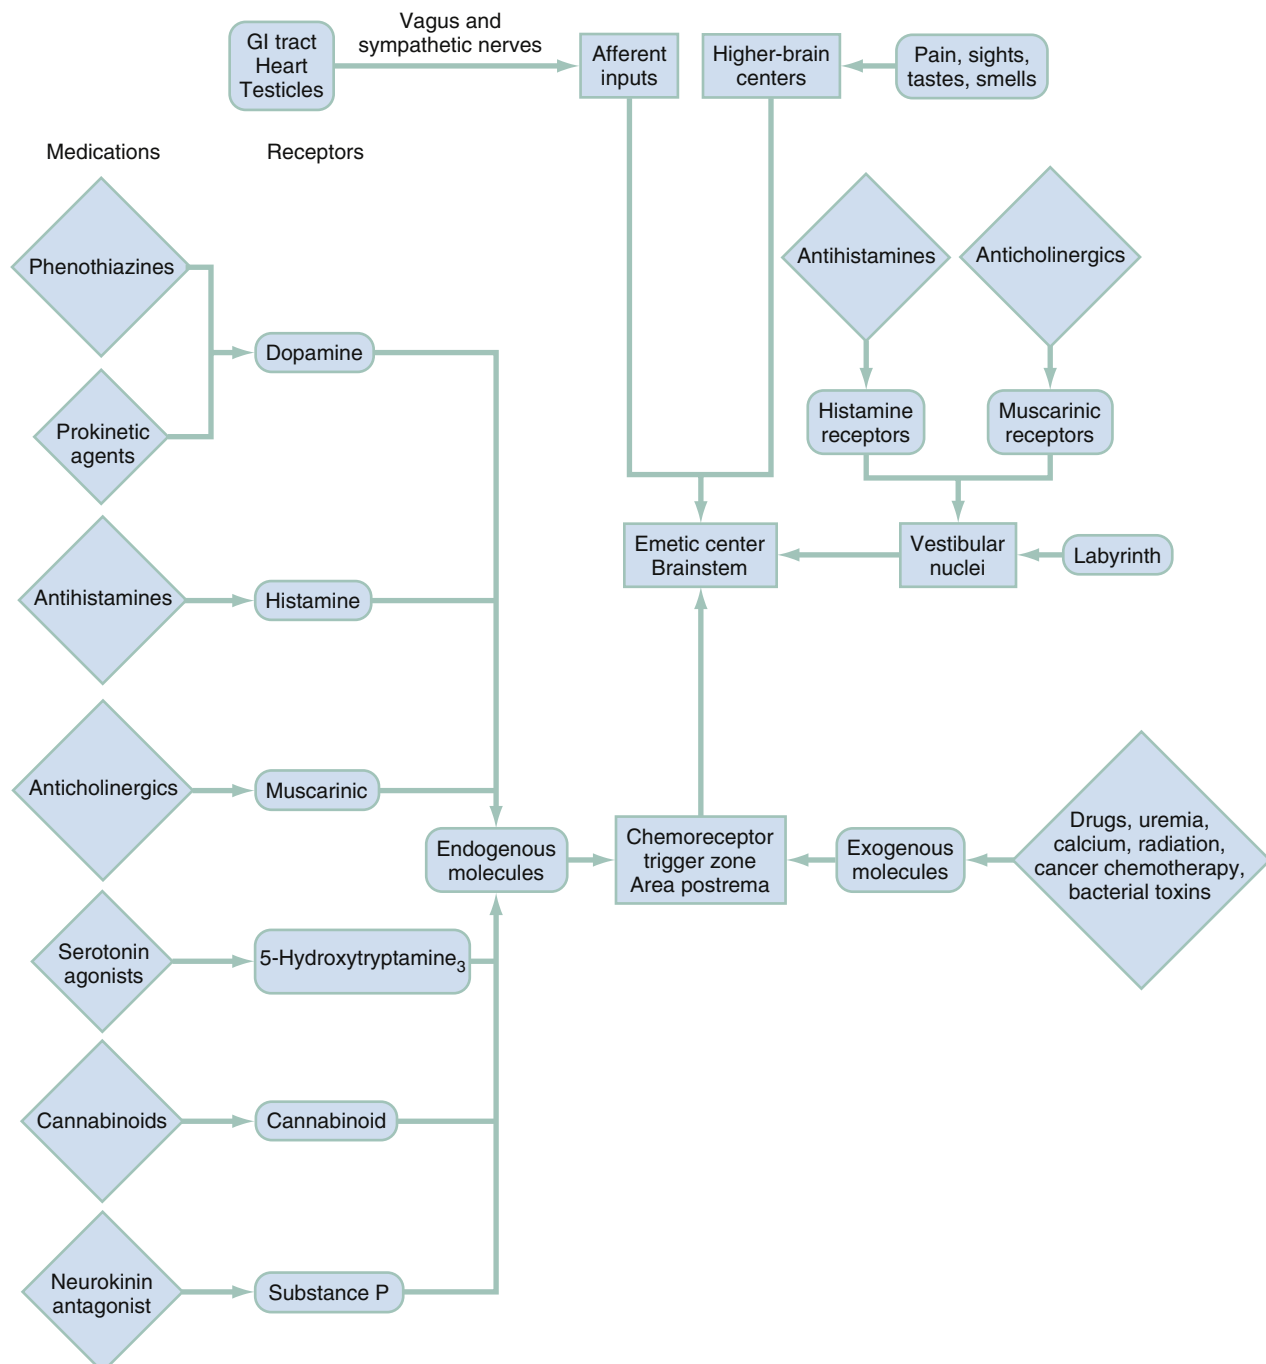 GI tract
Heart
Testicles
Vagus and
sympathetic nerves
Afferent
inputs
Higher-brain
centers
Pain, sights,
tastes, smells
Medications
Receptors
Phenothiazines
Dopamine
Prokinetic
agents
Antihistamines
Anticholinergics
Histamine
receptors
Muscarinic
receptors
Emetic center
Brainstem
Vestibular
nuclei
Labyrinth
Antihistamines
Histamine
Anticholinergics
Muscarinic
Endogenous
molecules
Chemoreceptor
trigger zone
Area postrema
Exogenous
molecules
Drugs, uremia,
calcium, radiation,
cancer chemotherapy,
bacterial toxins
Serotonin
agonists
5-Hydroxytryptamine₃
Cannabinoids
Cannabinoid
Neurokinin
antagonist
Substance P